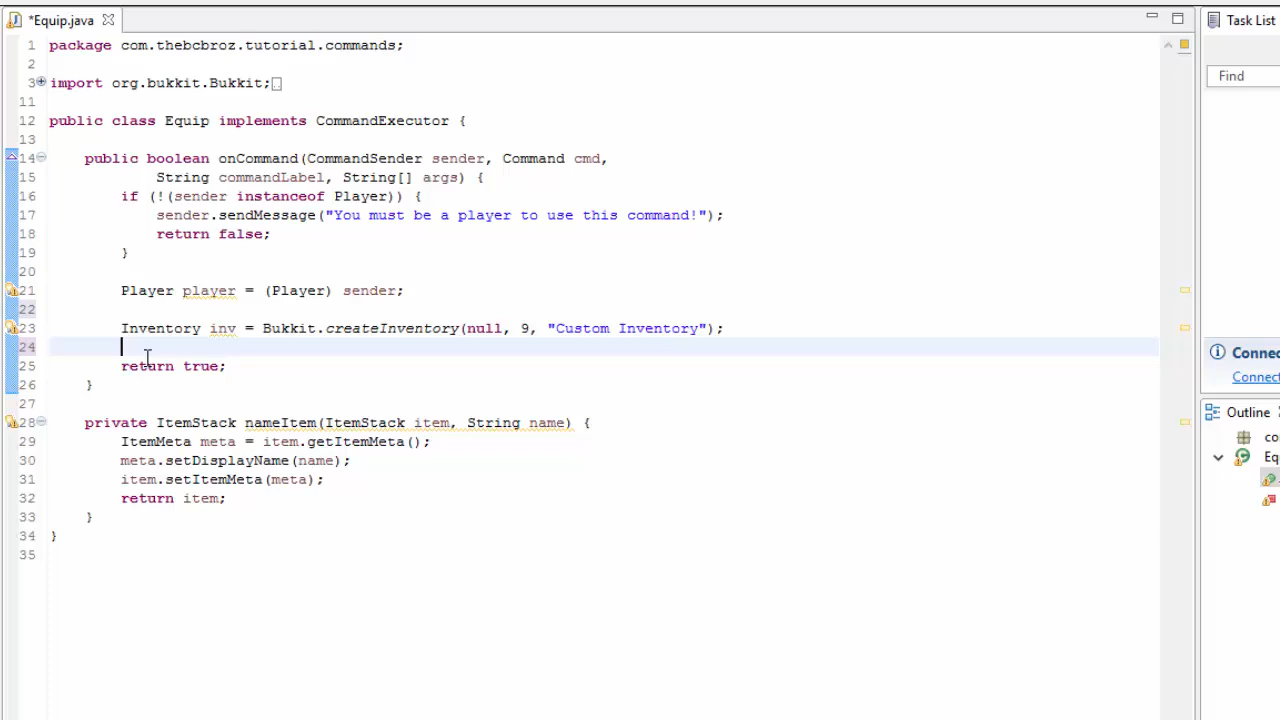 *Equip.java
Task List
1 package com.thebcbroz.tutorial.commands;
2
3 import org.bukkit.Bukkit;
Find
11
12 public class Equip implements CommandExecutor {
13
14 public boolean onCommand(CommandSender sender, Command cmd,
15 String commandLabel, String[] args) {
16 if (!(sender instanceof Player)) {
17 sender.sendMessage("You must be a player to use this command!");
18 return false;
19 }
20
21 Player player = (Player) sender;
22
23 Inventory inv = Bukkit.createInventory(null, 9, "Custom Inventory");
24
25 return true;
26 }
27
28 private ItemStack nameItem(ItemStack item, String name) {
29 ItemMeta meta = item.getItemMeta();
30 meta.setDisplayName(name);
31 item.setItemMeta(meta);
32 return item;
33 }
34 }
35
Connec
Connect
Outline
co
Eq